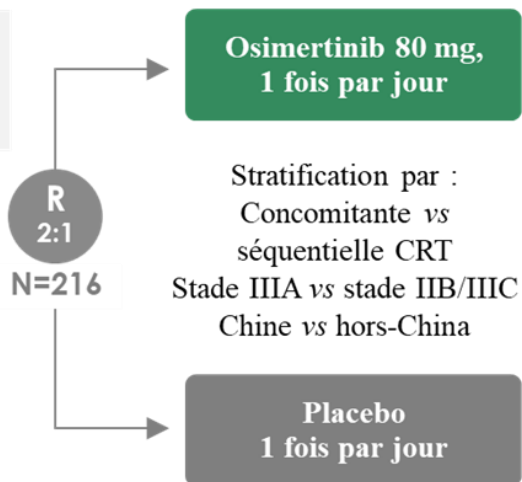 Osimertinib 80 mg,
1 fois par jour
R
2:1
N=216
Stratification par :
Concomitante vs
séquentielle CRT
Stade IIIA vs stade IIB/IIIC
Chine vs hors-China
Placebo
1 fois par jour